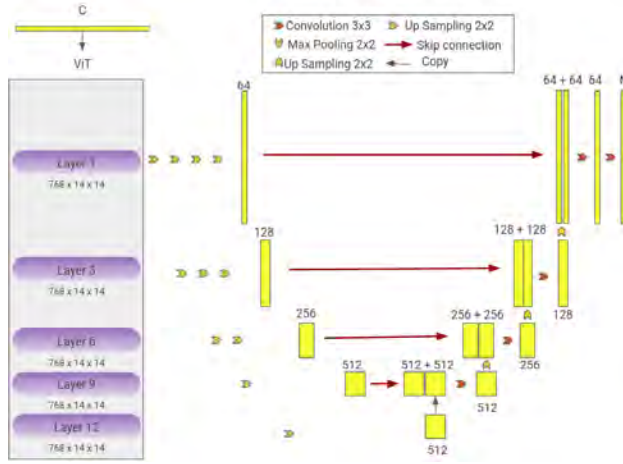 C
ViT
Convolution 3x3
Up Sampling 2x2
Max Pooling 2x2
Skip connection
Up Sampling 2x2
Copy
64
64 + 64
64
Layer 1
768 x 14 x 14
128
128 + 128
Layer 3
768 x 14 x 14
128
256
256 + 256
Layer 6
768 x 14 x 14
256
512
512 + 512
Layer 9
768 x 14 x 14
512
Layer 12
768 x 14 x 14
512